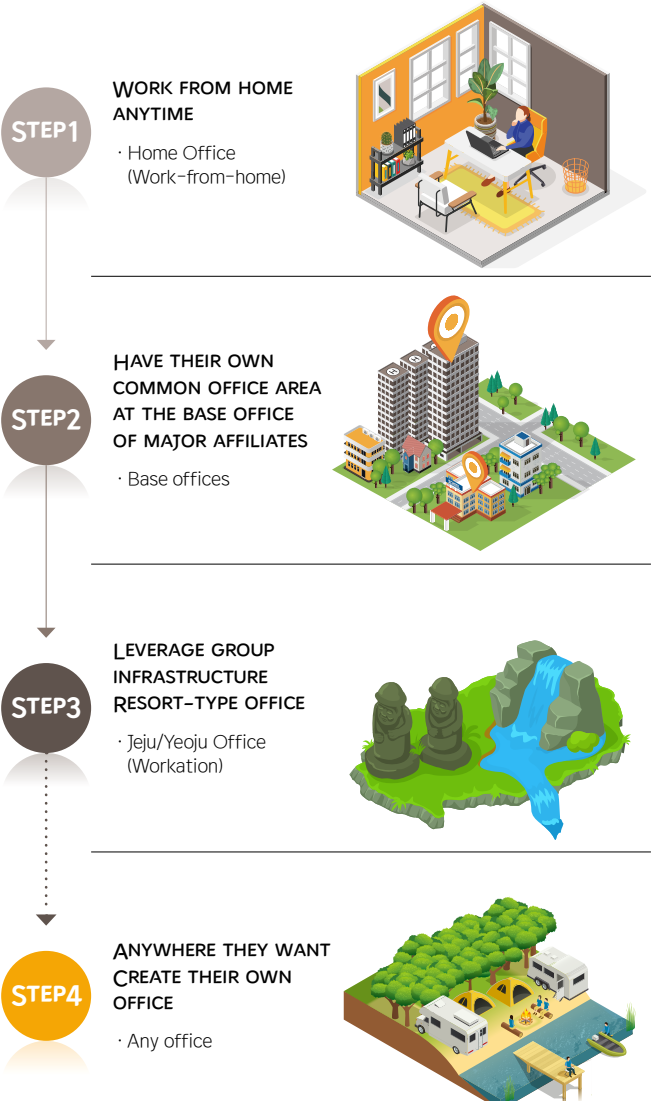 STEP1
WORK FROM HOME
ANYTIME
· Home Office
(Work-from-home)
STEP2
HAVE THEIR OWN
COMMON OFFICE AREA
AT THE BASE OFFICE
OF MAJOR AFFILIATES
· Base offices
STEP3
LEVERAGE GROUP
INFRASTRUCTURE
RESORT-TYPE OFFICE
· Jeju/Yeoju Office
(Workation)
STEP4
ANYWHERE THEY WANT
CREATE THEIR OWN
OFFICE
· Any office